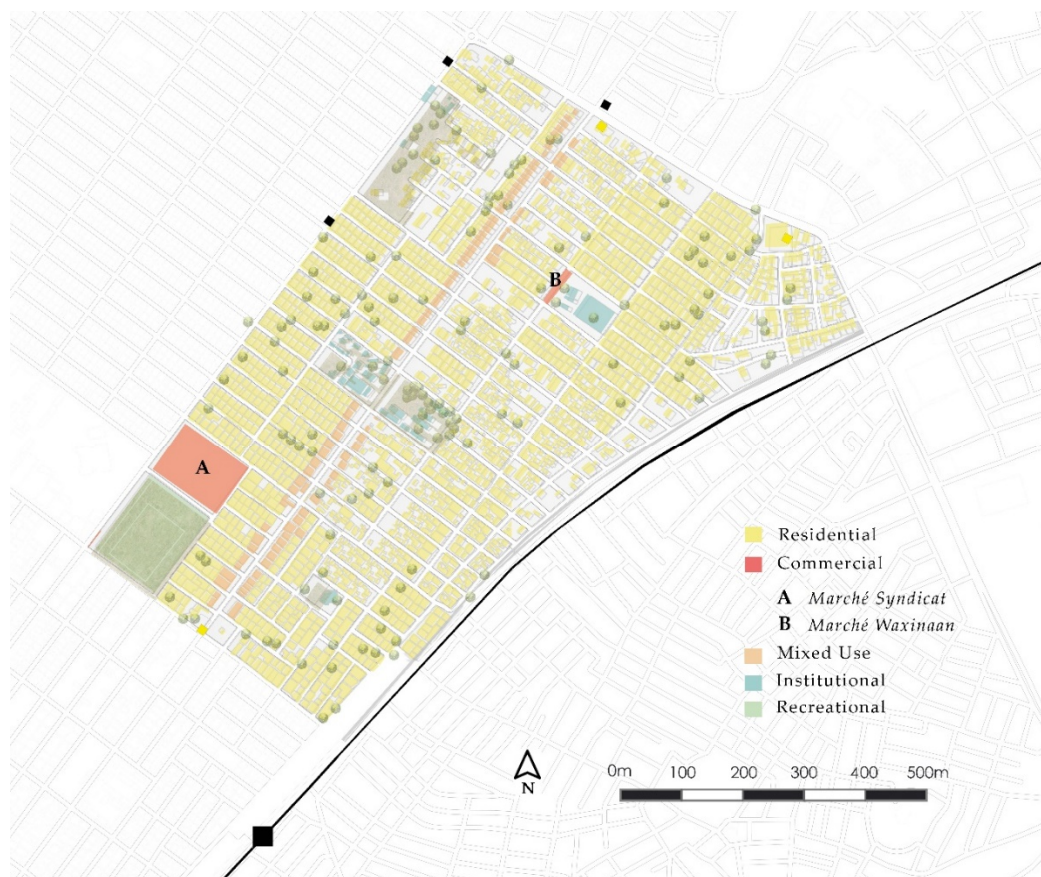 B
A
Residential
Commercial
A Marché Syndicat
B Marché Waxinaan
Mixed Use
Institutional
Recreational
N
0m 100 200 300 400 500m